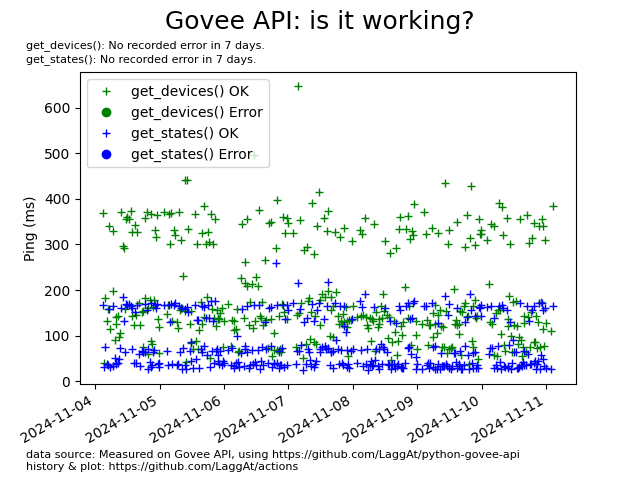 Govee API: is it working?
get_devices(): No recorded error in 7 days.
get_states(): No recorded error in 7 days.
get_devices() OK
get_devices() Error
get_states() OK
get_states() Error
Ping (ms)
600
500
400
300
200
100
0
2024-11-04
2024-11-05
2024-11-06
2024-11-07
2024-11-08
2024-11-09
2024-11-10
2024-11-11
data source: Measured on Govee API, using https://github.com/LaggAt/python-govee-api
history & plot: https://github.com/LaggAt/actions